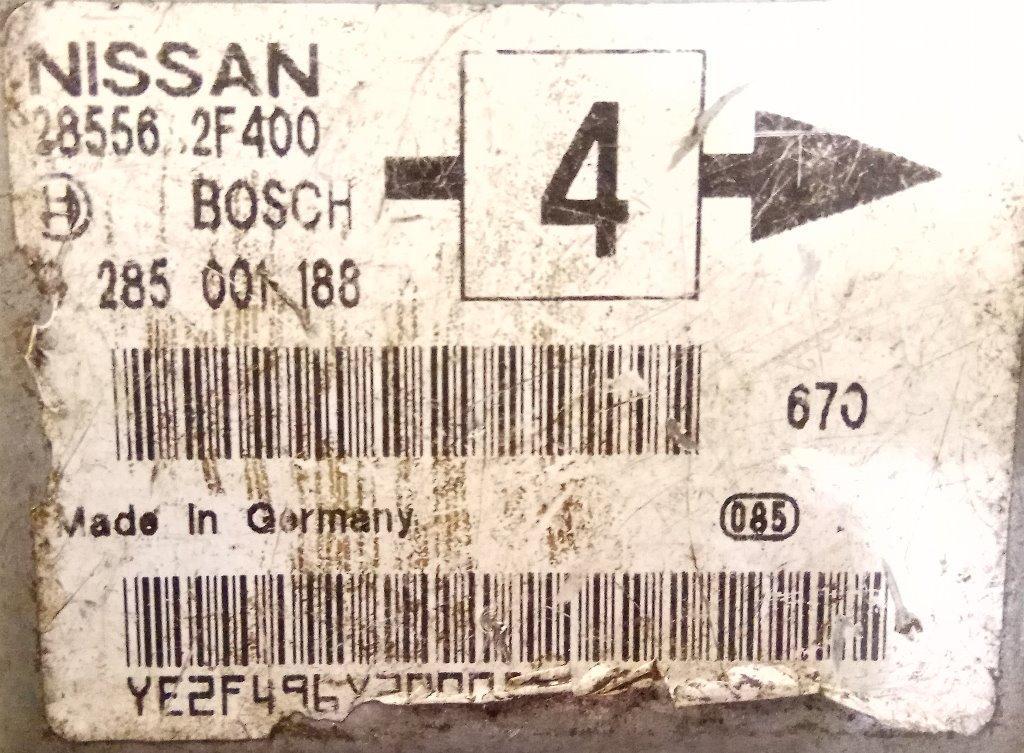 NISSAN
28556 2F400
BOSCH
285 001 188
4
670
Made In Germany
085